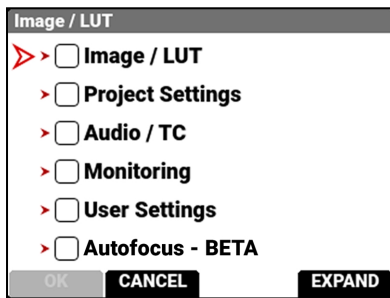 Image / LUT
Image / LUT
Project Settings
Audio / TC
Monitoring
User Settings
Autofocus - BETA
OK CANCEL EXPAND